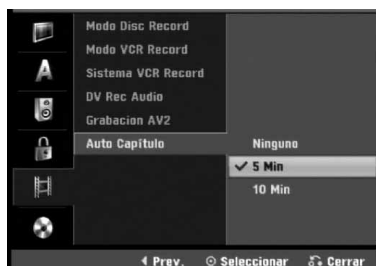 Modo Disc Record
Modo VCR Record
A
Sistema VCR Record
DV Rec Audio
Grabacion AV2
Auto Capítulo
Ninguno
✓ 5 Min
10 Min
Prev.
Seleccionar
Cerrar